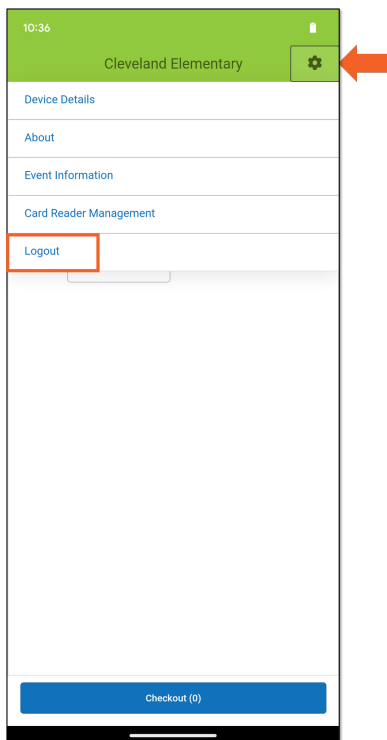 10:36
Cleveland Elementary
Device Details
About
Event Information
Card Reader Management
Logout
Checkout (0)